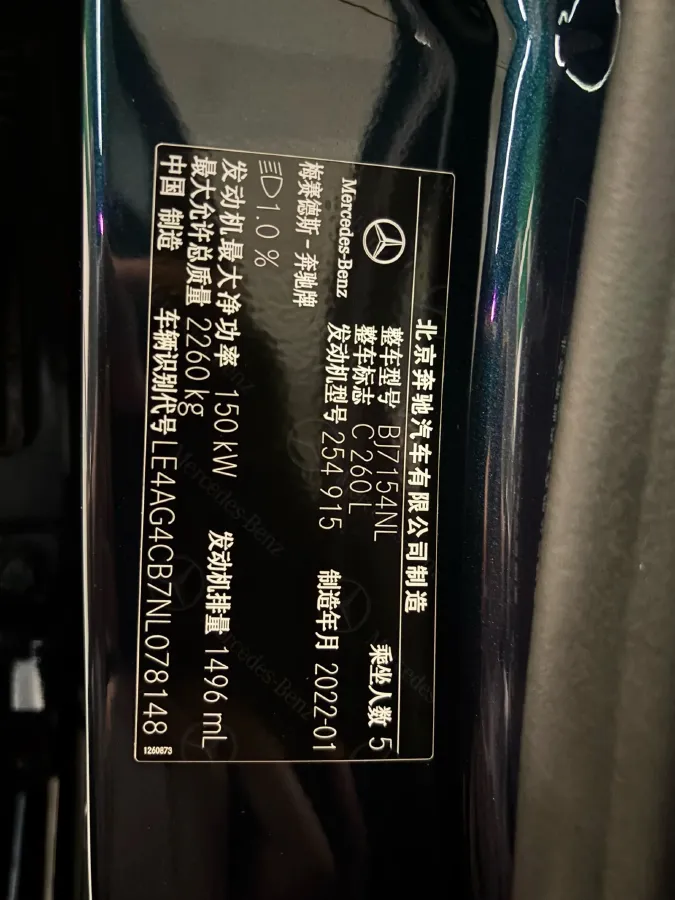 北京奔驰汽车有限公司制造
整车型号 BJ7154NL
乘坐人数 5
整车标志 C 260 L
Mercedes-Benz
发动机型号 254 915
制造年月 2022-01
梅赛德斯-奔驰牌
1.0 %
发动机最大净功率 150 kW
发动机排量 1496 mL
最大允许总质量 2260 kg
中国 制造
车辆识别代号 LE4AG4CB7NL078148
1260873